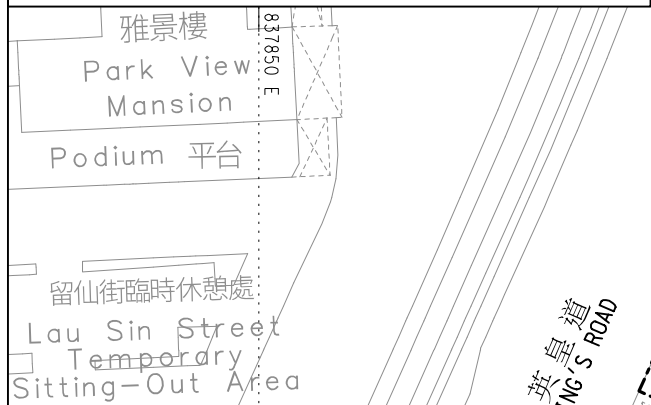 雅景樓
Park View
Mansion
837850 E
Podium 平台
留仙街臨時休憩處
Lau Sin Street
Temporary
Sitting-Out Area
英皇道
ING'S ROAD